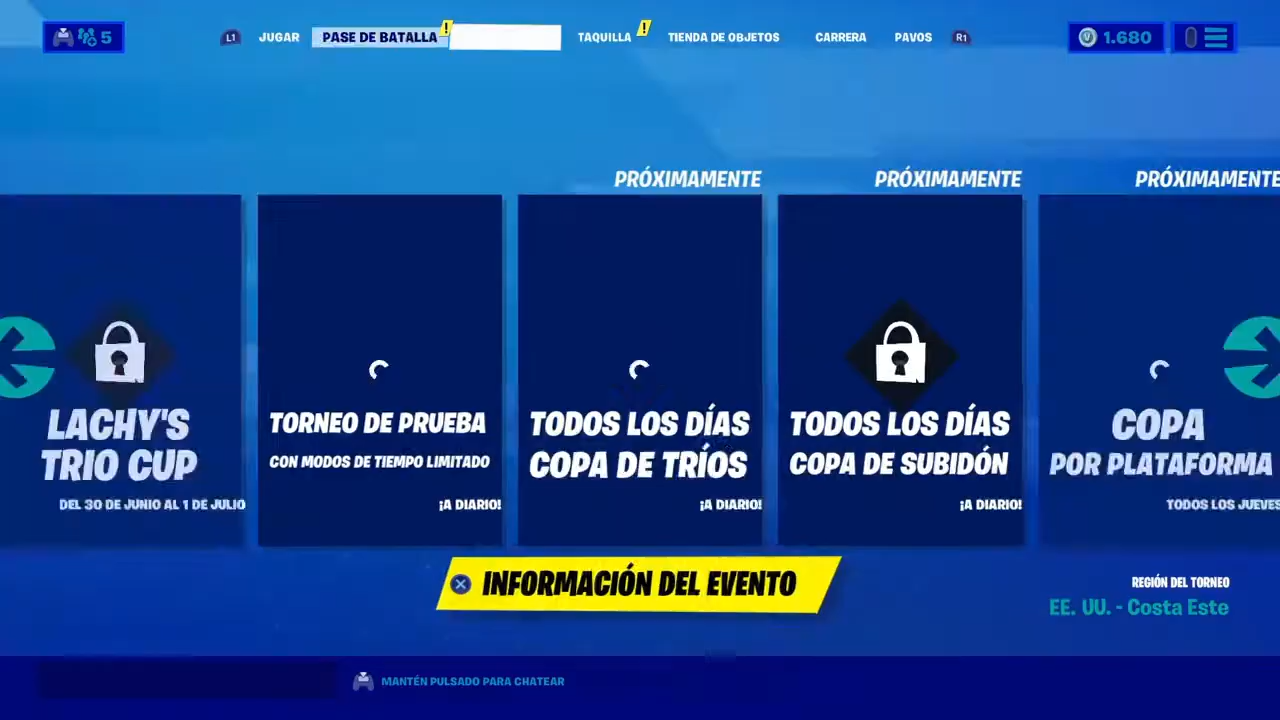 5
L1
JUGAR
PASE DE BATALLA
!
TAQUILLA
!
TIENDA DE OBJETOS
CARRERA
PAVOS
R1
V
1.680
PRÓXIMAMENTE
PRÓXIMAMENTE
PRÓXIMAMENTE
LACHY'S
TRIO CUP
DEL 30 DE JUNIO AL 1 DE JULIO
TORNEO DE PRUEBA
CON MODOS DE TIEMPO LIMITADO
¡A DIARIO!
TODOS LOS DÍAS
COPA DE TRÍOS
¡A DIARIO!
TODOS LOS DÍAS
COPA DE SUBIDÓN
¡A DIARIO!
COPA
POR PLATAFORMA
TODOS LOS JUEVES
INFORMACIÓN DEL EVENTO
REGIÓN DEL TORNEO
EE. UU. - Costa Este
MANTÉN PULSADO PARA CHATEAR